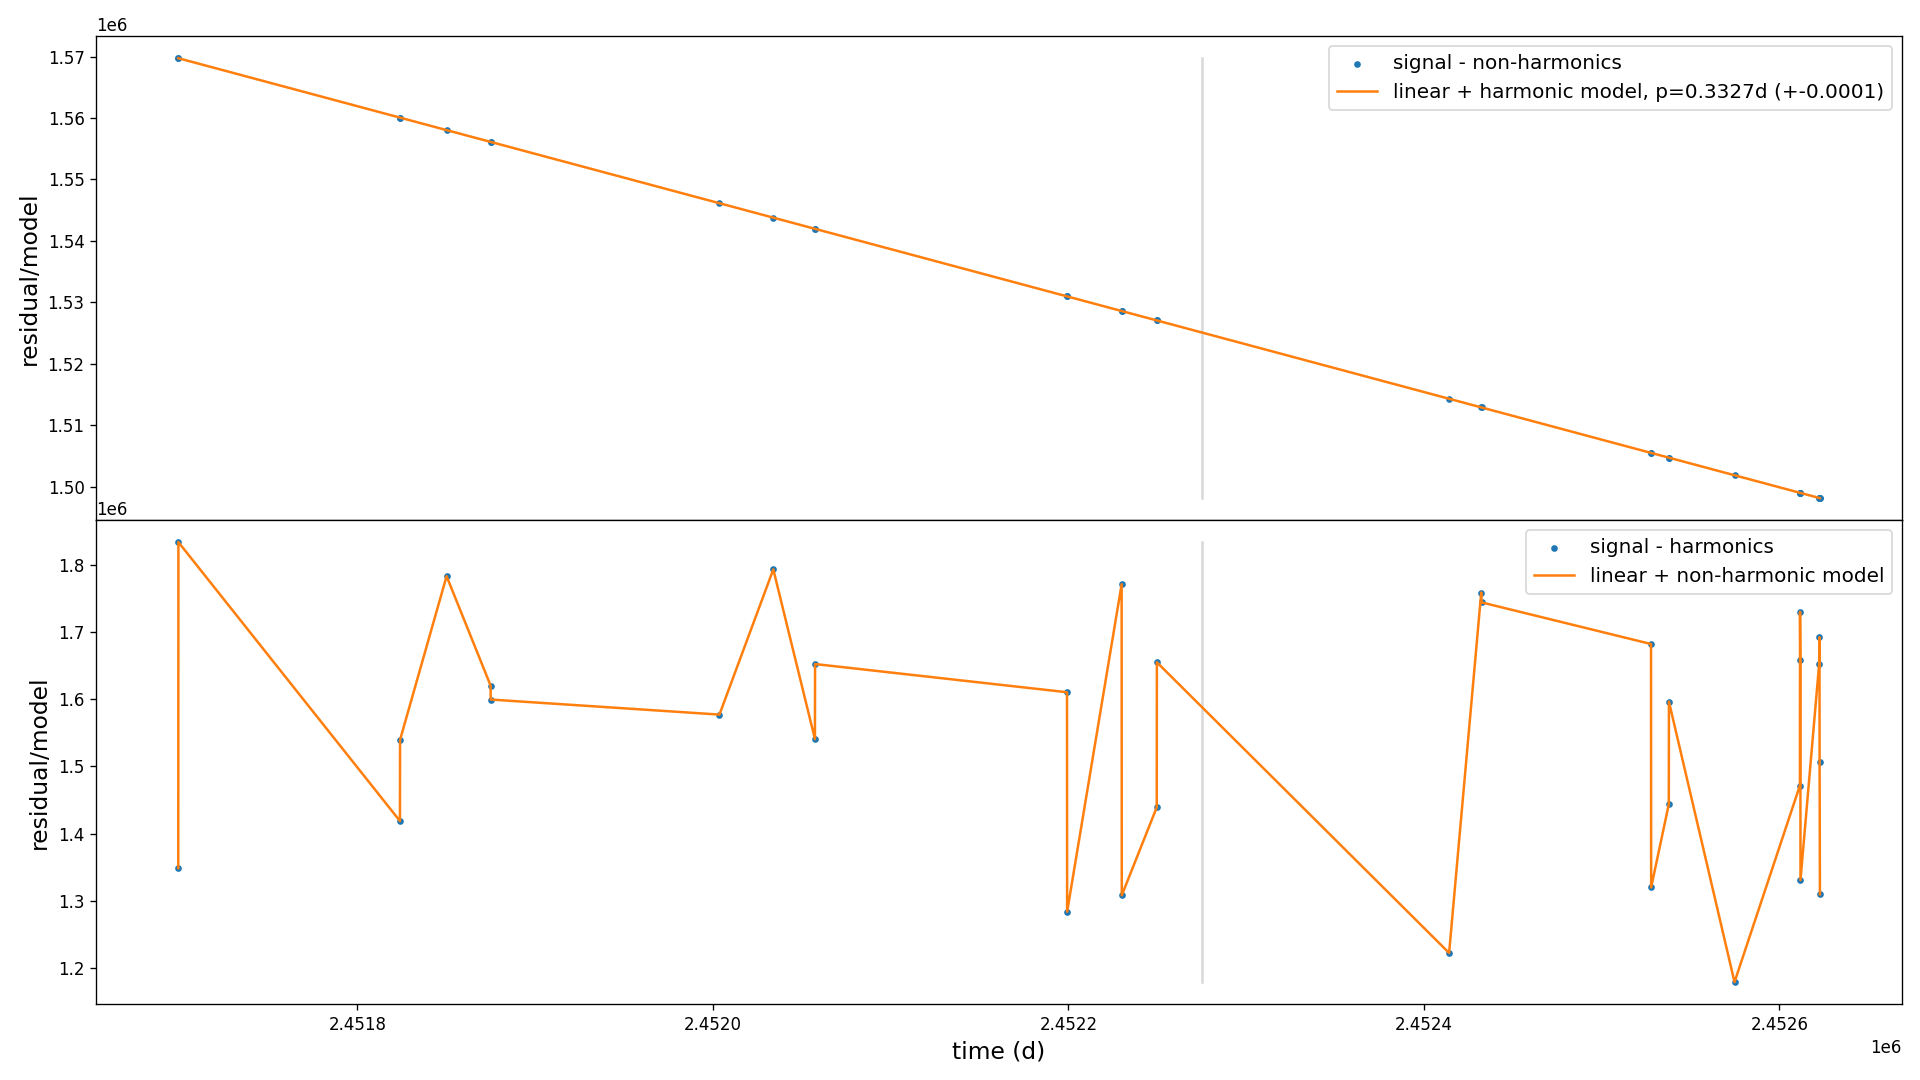 1e6
1.57
1.56
1.55
1.54
1.53
1.52
1.51
1.50
residual/model
signal - non-harmonics
linear + harmonic model, p=0.3327d (+-0.0001)
1e6
1.8
1.7
1.6
1.5
1.4
1.3
1.2
residual/model
signal - harmonics
linear + non-harmonic model
2.4518
2.4520
2.4522
2.4524
2.4526
1e6
time (d)